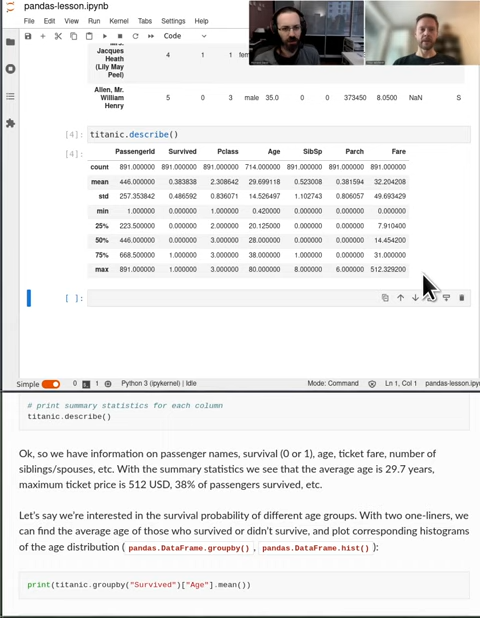 pandas-lesson.ipynb
File Edit View Run Kernel Tabs Settings H
Code
Jacques
Heath
(Lily May
Peel)
4 1 1
Allen, Mr.
William
Henry
5 0 3 male 35.0 0 0 373450 8.0500 NaN S
[4]: titanic.describe()
[4]: PassengerId Survived Pclass Age SibSp Parch Fare
count 891.000000 891.000000 891.000000 714.000000 891.000000 891.000000 891.000000
mean 446.000000 0.383838 2.308642 29.699118 0.523008 0.381594 32.204208
std 257.353842 0.486592 0.836071 14.526497 1.102743 0.806057 49.693429
min 1.000000 0.000000 1.000000 0.420000 0.000000 0.000000 0.000000
25% 223.500000 0.000000 2.000000 20.125000 0.000000 0.000000 7.910400
50% 446.000000 0.000000 3.000000 28.000000 0.000000 0.000000 14.454200
75% 668.500000 1.000000 3.000000 38.000000 1.000000 0.000000 31.000000
max 891.000000 1.000000 3.000000 80.000000 8.000000 6.000000 512.329200
[ ]:
Simple 0 1 Python 3 (ipykernel) | Idle Mode: Command Ln 1, Col 1 pandas-lesson.ipy
# print summary statistics for each column
titanic.describe()
Ok, so we have information on passenger names, survival (0 or 1), age, ticket fare, number of
siblings/spouses, etc. With the summary statistics we see that the average age is 29.7 years,
maximum ticket price is 512 USD, 38% of passengers survived, etc.
Let's say we're interested in the survival probability of different age groups. With two one-liners, we
can find the average age of those who survived or didn't survive, and plot corresponding histograms
of the age distribution ( pandas.DataFrame.groupby() , pandas.DataFrame.hist() ):
print(titanic.groupby("Survived")["Age"].mean())